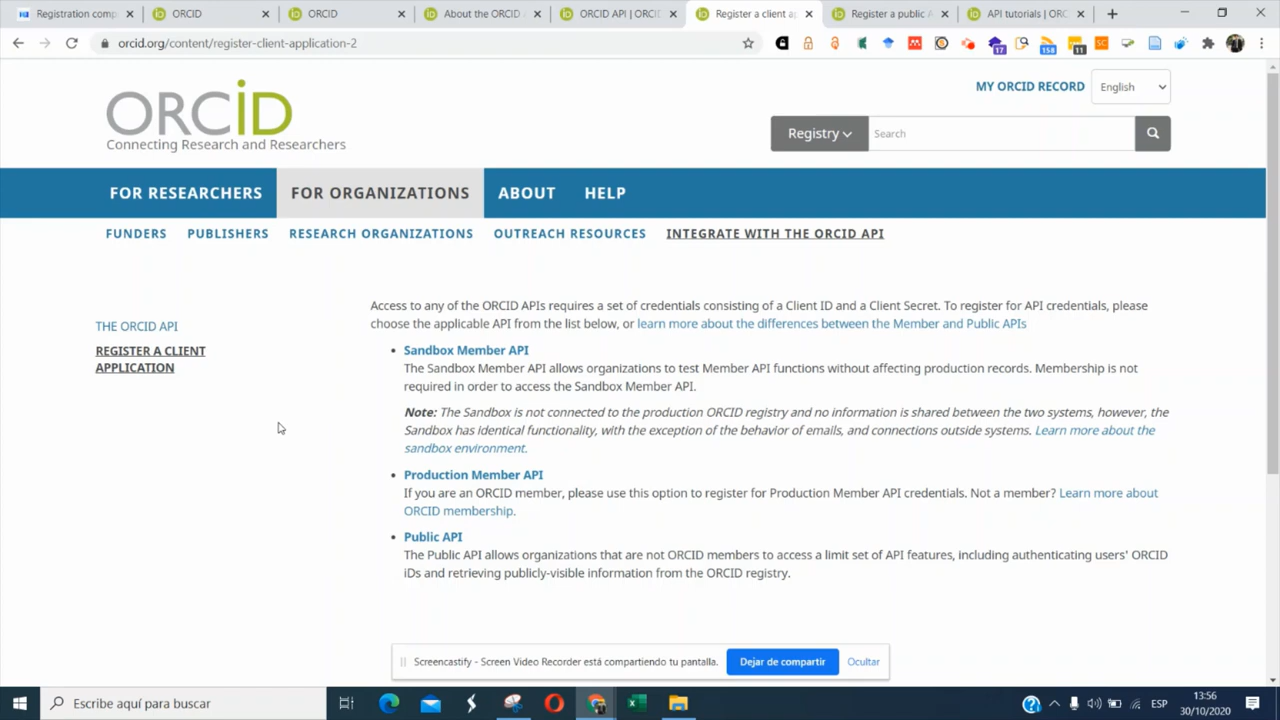 Registration comp
ORCID
ORCID
About the ORCID
ORCID API | ORC
Register a client ap
Register a public A
API tutorials | ORC
orcid.org/content/register-client-application-2
17
158
11
SC
ORCID
Connecting Research and Researchers
MY ORCID RECORD
English
Registry
Search
FOR RESEARCHERS
FOR ORGANIZATIONS
ABOUT
HELP
FUNDERS
PUBLISHERS
RESEARCH ORGANIZATIONS
OUTREACH RESOURCES
INTEGRATE WITH THE ORCID API
THE ORCID API
REGISTER A CLIENT
APPLICATION
Access to any of the ORCID APIs requires a set of credentials consisting of a Client ID and a Client Secret. To register for API credentials, please
choose the applicable API from the list below, or learn more about the differences between the Member and Public APIs
• Sandbox Member API
The Sandbox Member API allows organizations to test Member API functions without affecting production records. Membership is not
required in order to access the Sandbox Member API.
Note: The Sandbox is not connected to the production ORCID registry and no information is shared between the two systems, however, the
Sandbox has identical functionality, with the exception of the behavior of emails, and connections outside systems. Learn more about the
sandbox environment.
• Production Member API
If you are an ORCID member, please use this option to register for Production Member API credentials. Not a member? Learn more about
ORCID membership.
• Public API
The Public API allows organizations that are not ORCID members to access a limit set of API features, including authenticating users' ORCID
iDs and retrieving publicly-visible information from the ORCID registry.
Screencastify - Screen Video Recorder está compartiendo tu pantalla.
Dejar de compartir
Ocultar
Escribe aquí para buscar
ESP
13:56
30/10/2020